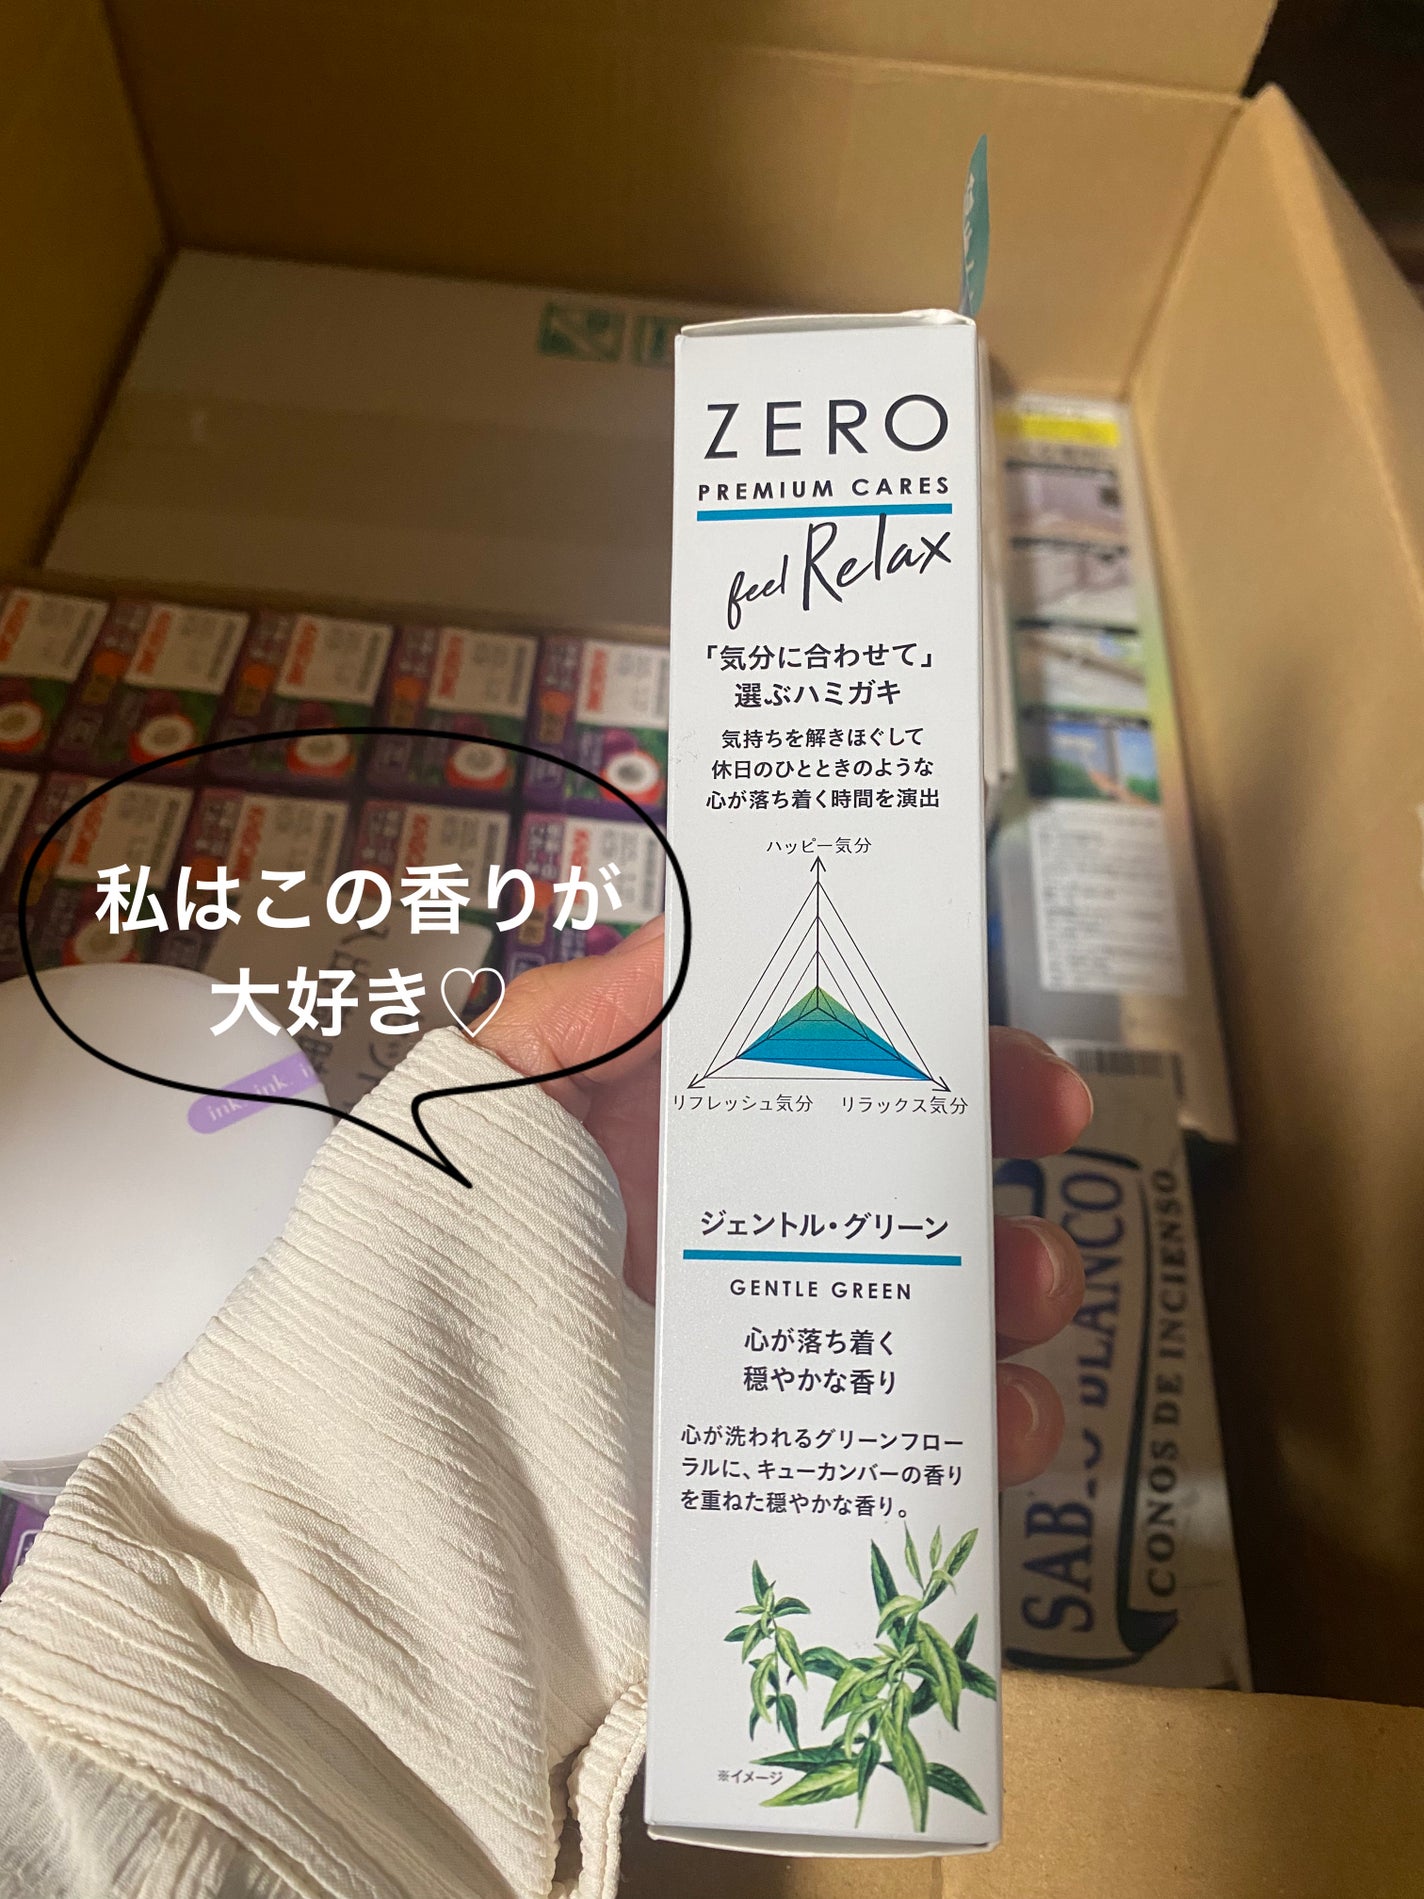 ZERO
PREMIUM CARES
feel Relax
「気分に合わせて」
選ぶハミガキ
気持ちを解きほぐして
休日のひとときのような
心が落ち着く時間を演出
ハッピー気分
リフレッシュ気分
リラックス気分
私はこの香りが
大好き♡
ジェントル・グリーン
GENTLE GREEN
心が落ち着く
穏やかな香り
心が洗われるグリーンフロー
ラルに、キューカンバーの香り
を重ねた穏やかな香り。
※イメージ
BLANCO
CONOS DE INCIENSO
KAGOME
KAGOME
KAGOME
KAGOME
KAGOME